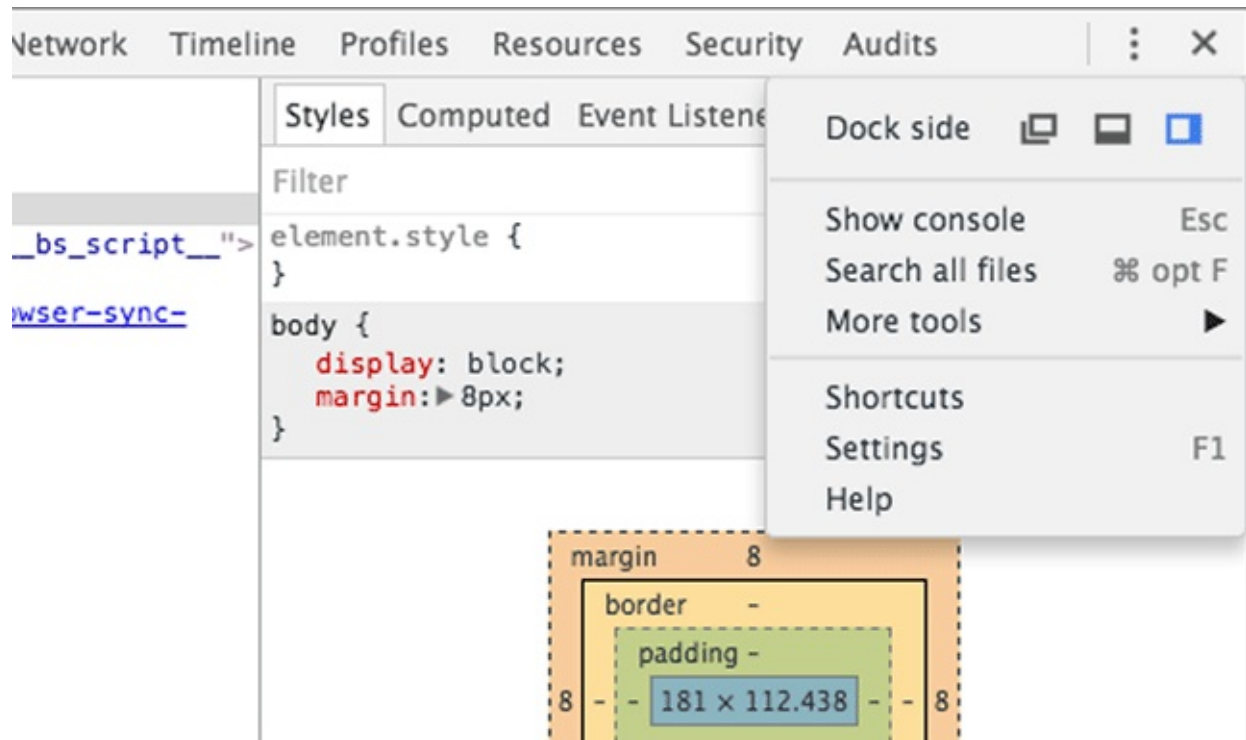 Network Timeline Profiles Resources Security Audits
Styles Computed Event Listene
Filter
element.style {
}
__bs_script__">
owser-sync-
body {
display: block;
margin: 8px;
}
Dock side
Show console Esc
Search all files ⌘ opt F
More tools
Shortcuts
Settings F1
Help
margin 8
border -
padding -
8 - - 181 × 112.438 - - 8